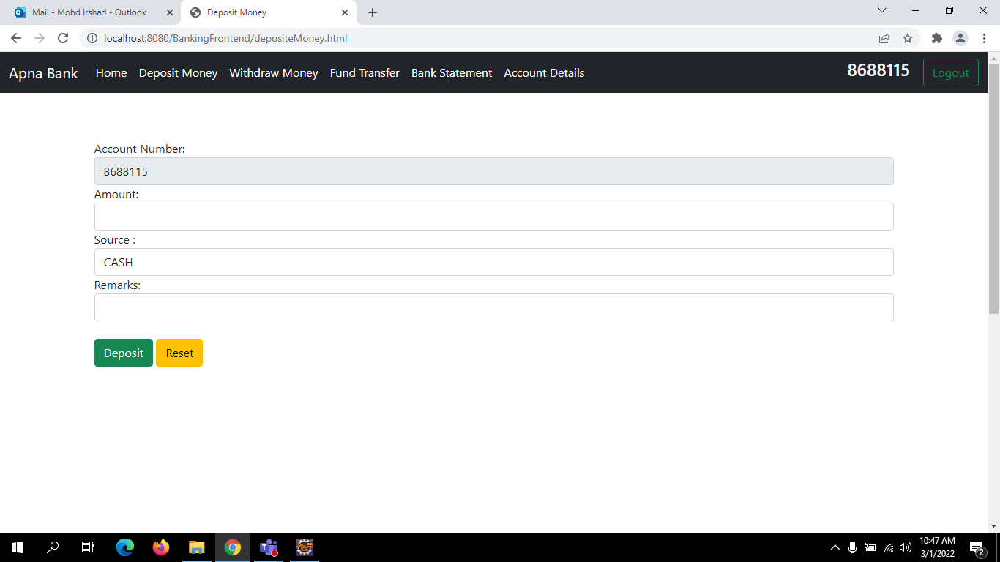 Mail - Mohd Irshad - Outlook
Deposit Money
localhost:8080/BankingFrontend/depositeMoney.html
Apna Bank Home Deposit Money Withdraw Money Fund Transfer Bank Statement Account Details 8688115 Logout
Account Number:
8688115
Amount:
Source :
CASH
Remarks:
Deposit Reset
10:47 AM
3/1/2022
2